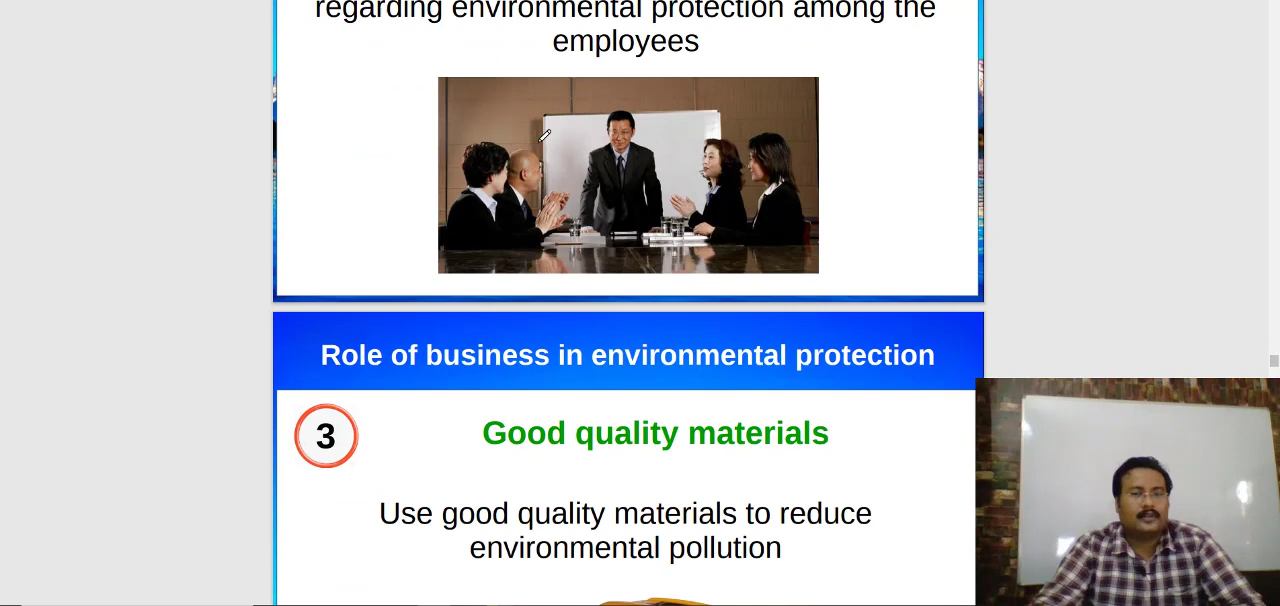 regarding environmental protection among the
employees
Role of business in environmental protection
3
Good quality materials
Use good quality materials to reduce
environmental pollution